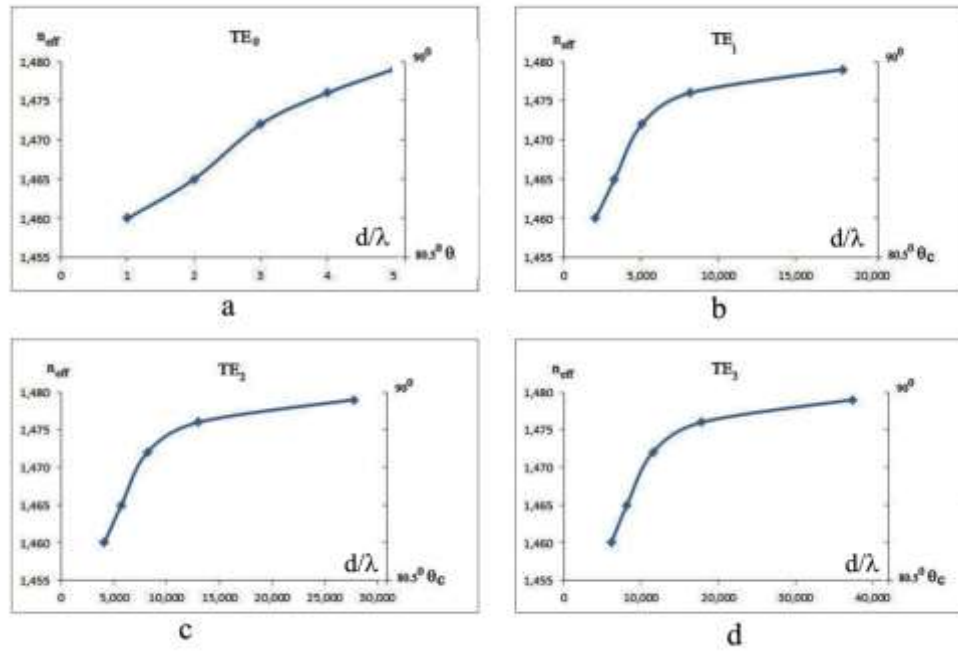 n_eff TE_0 90⁰
1,480
1,475
1,470
1,465
1,460
1,455
d/λ
80.5⁰ θ
0 1 2 3 4 5
a
n_eff TE_1 90⁰
1,480
1,475
1,470
1,465
1,460
1,455
d/λ
80.5⁰ θc
0 5,000 10,000 15,000 20,000
b
n_eff TE_2 90⁰
1,480
1,475
1,470
1,465
1,460
1,455
d/λ
80.5⁰ θc
0 5,000 10,000 15,000 20,000 25,000 30,000
c
n_eff TE_3 90⁰
1,480
1,475
1,470
1,465
1,460
1,455
d/λ
80.5⁰ θc
0 10,000 20,000 30,000 40,000
d